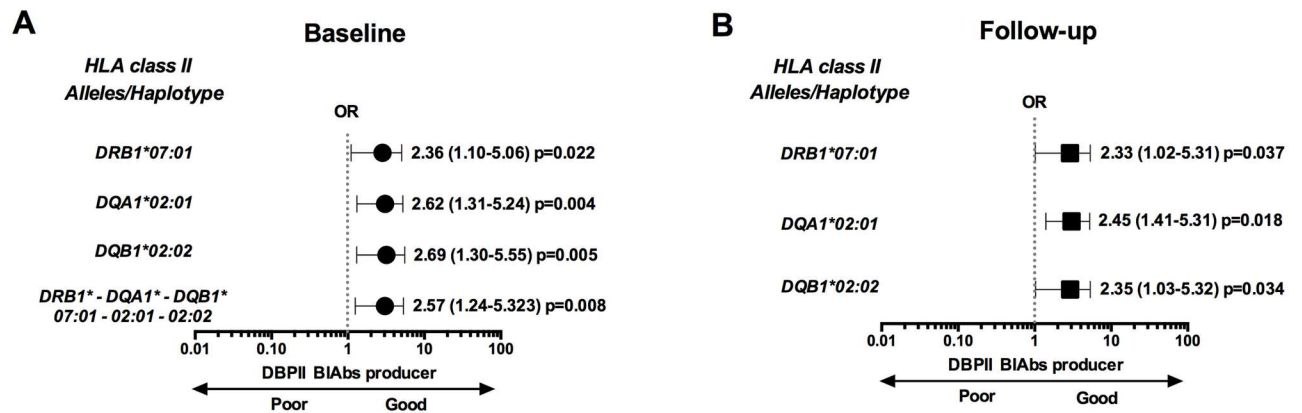 A
Baseline
HLA class II
Alleles/Haplotype
OR
DRB1*07:01
2.36 (1.10-5.06) p=0.022
DQA1*02:01
2.62 (1.31-5.24) p=0.004
DQB1*02:02
2.69 (1.30-5.55) p=0.005
DRB1* - DQA1* - DQB1*
07:01 - 02:01 - 02:02
2.57 (1.24-5.323) p=0.008
0.01 0.10 1 10 100
DBPII BIAbs producer
Poor Good
B
Follow-up
HLA class II
Alleles/Haplotype
OR
DRB1*07:01
2.33 (1.02-5.31) p=0.037
DQA1*02:01
2.45 (1.41-5.31) p=0.018
DQB1*02:02
2.35 (1.03-5.32) p=0.034
0.01 0.10 1 10 100
DBPII BIAbs producer
Poor Good